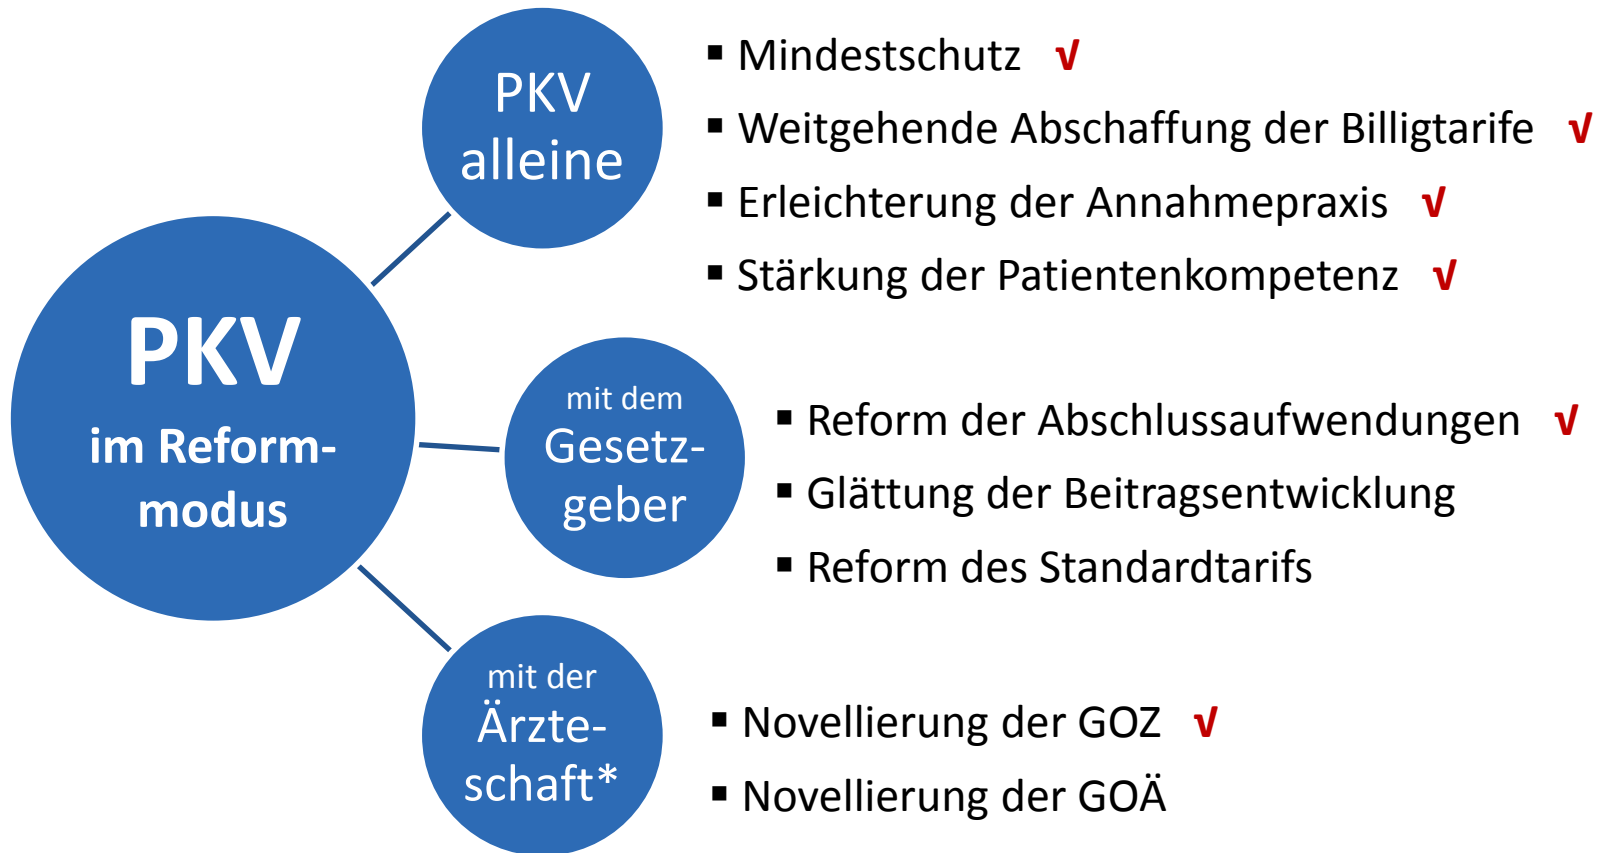 PKV
im Reform-
modus
PKV
alleine
▪ Mindestschutz √
▪ Weitgehende Abschaffung der Billigtarife √
▪ Erleichterung der Annahmepraxis √
▪ Stärkung der Patientenkompetenz √
mit dem
Gesetz-
geber
▪ Reform der Abschlussaufwendungen √
▪ Glättung der Beitragsentwicklung
▪ Reform des Standardtarifs
mit der
Ärzte-
schaft*
▪ Novellierung der GOZ √
▪ Novellierung der GOÄ